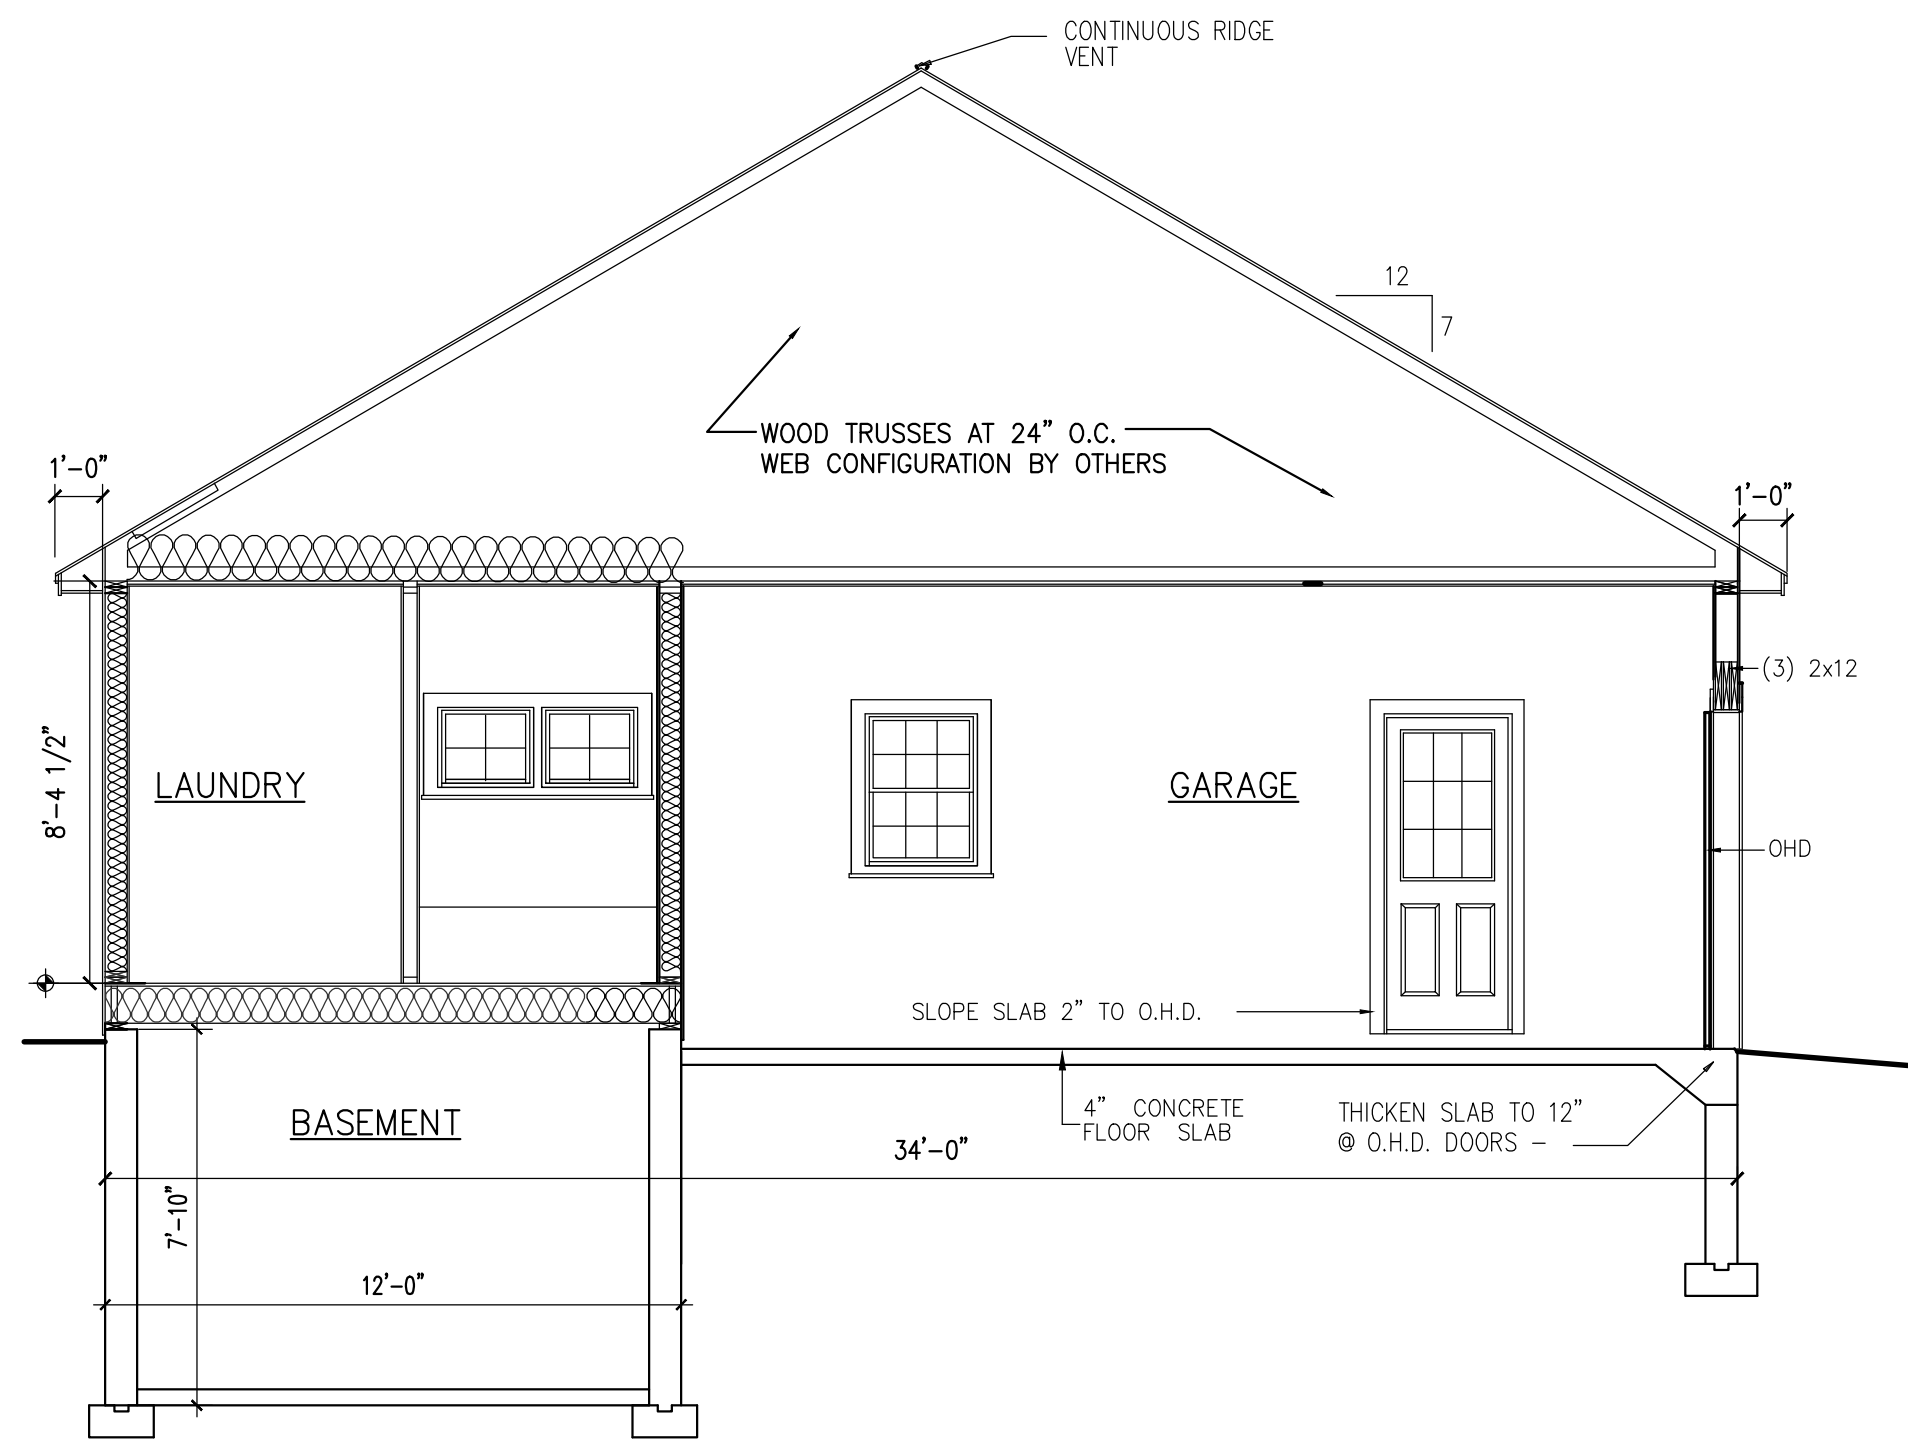 CONTINUOUS RIDGE
VENT
12
7
WOOD TRUSSES AT 24" O.C.
WEB CONFIGURATION BY OTHERS
1'-0"
1'-0"
(3) 2x12
8'-4 1/2"
LAUNDRY
GARAGE
OHD
SLOPE SLAB 2" TO O.H.D.
4" CONCRETE
FLOOR SLAB
THICKEN SLAB TO 12"
@ O.H.D. DOORS –
BASEMENT
34'-0"
7'-10"
12'-0"